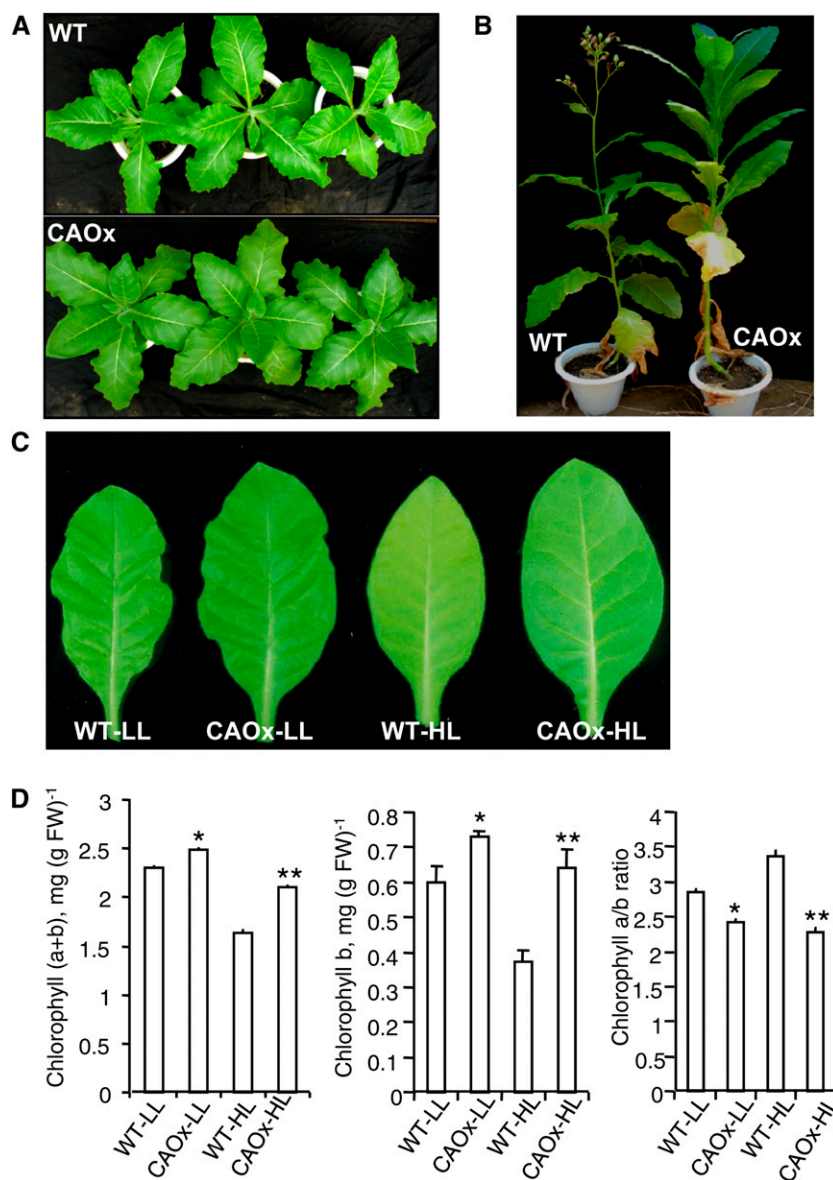 A
WT
CAOx
B
WT
CAOx
C
WT-LL
CAOx-LL
WT-HL
CAOx-HL
D
Chlorophyll (a+b), mg (g FW)⁻¹
3
2.5
2
1.5
1
0.5
0
*
**
WT-LL
CAOx-LL
WT-HL
CAOx-HL
Chlorophyll b, mg (g FW)⁻¹
0.8
0.7
0.6
0.5
0.4
0.3
0.2
0.1
0
*
**
WT-LL
CAOx-LL
WT-HL
CAOx-HL
Chlorophyll a/b ratio
4
3.5
3
2.5
2
1.5
1
0.5
0
*
**
WT-LL
CAOx-LL
WT-HL
CAOx-HL